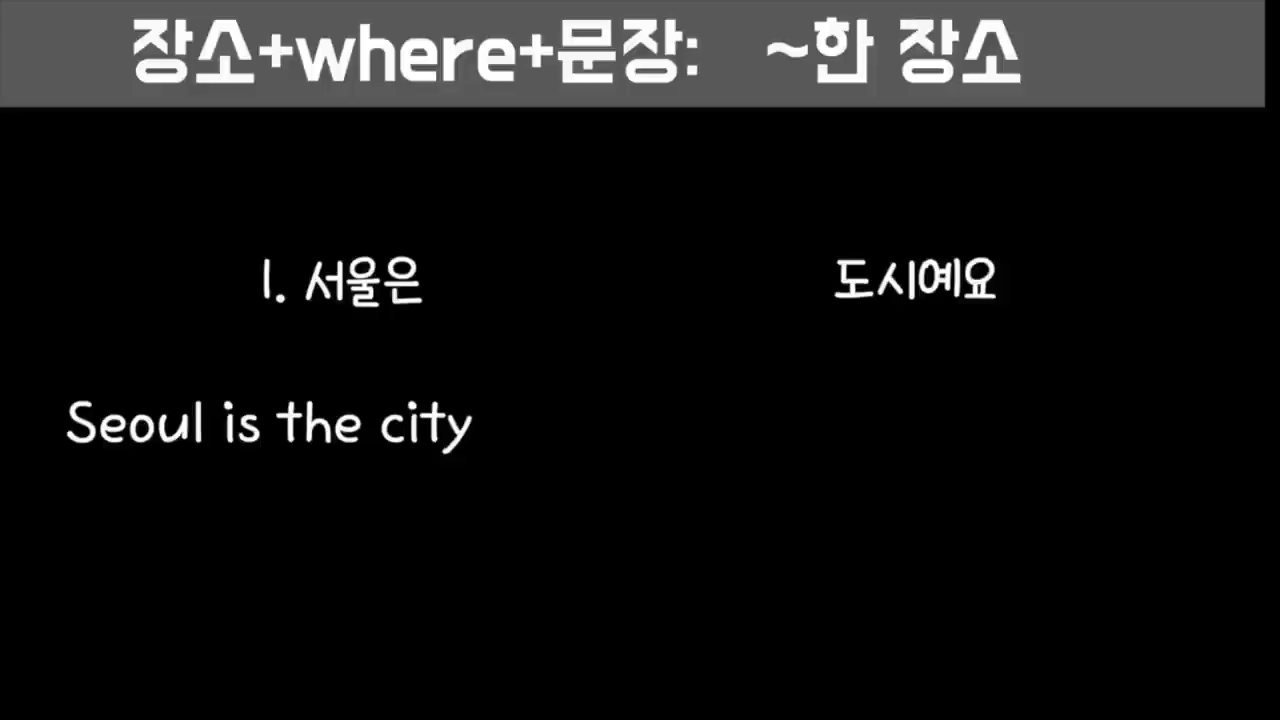 장소+where+문장: ~한 장소
1. 서울은 도시예요
Seoul is the city